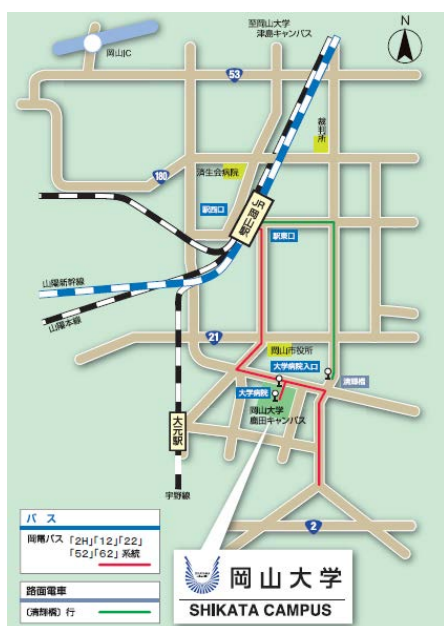 至岡山大学
津島キャンパス
N
岡山IC
53
裁判所
済生会病院
180
駅西口
JR岡山駅
駅東口
山陽新幹線
山陽本線
21
岡山市役所
大学病院入口
清輝橋
大学病院
岡山大学
鹿田キャンパス
大元駅
宇野線
2
バス
岡電バス「2H」「12」「22」
「52」「62」系統
路面電車
〔清輝橋〕行
岡山大学
SHIKATA CAMPUS